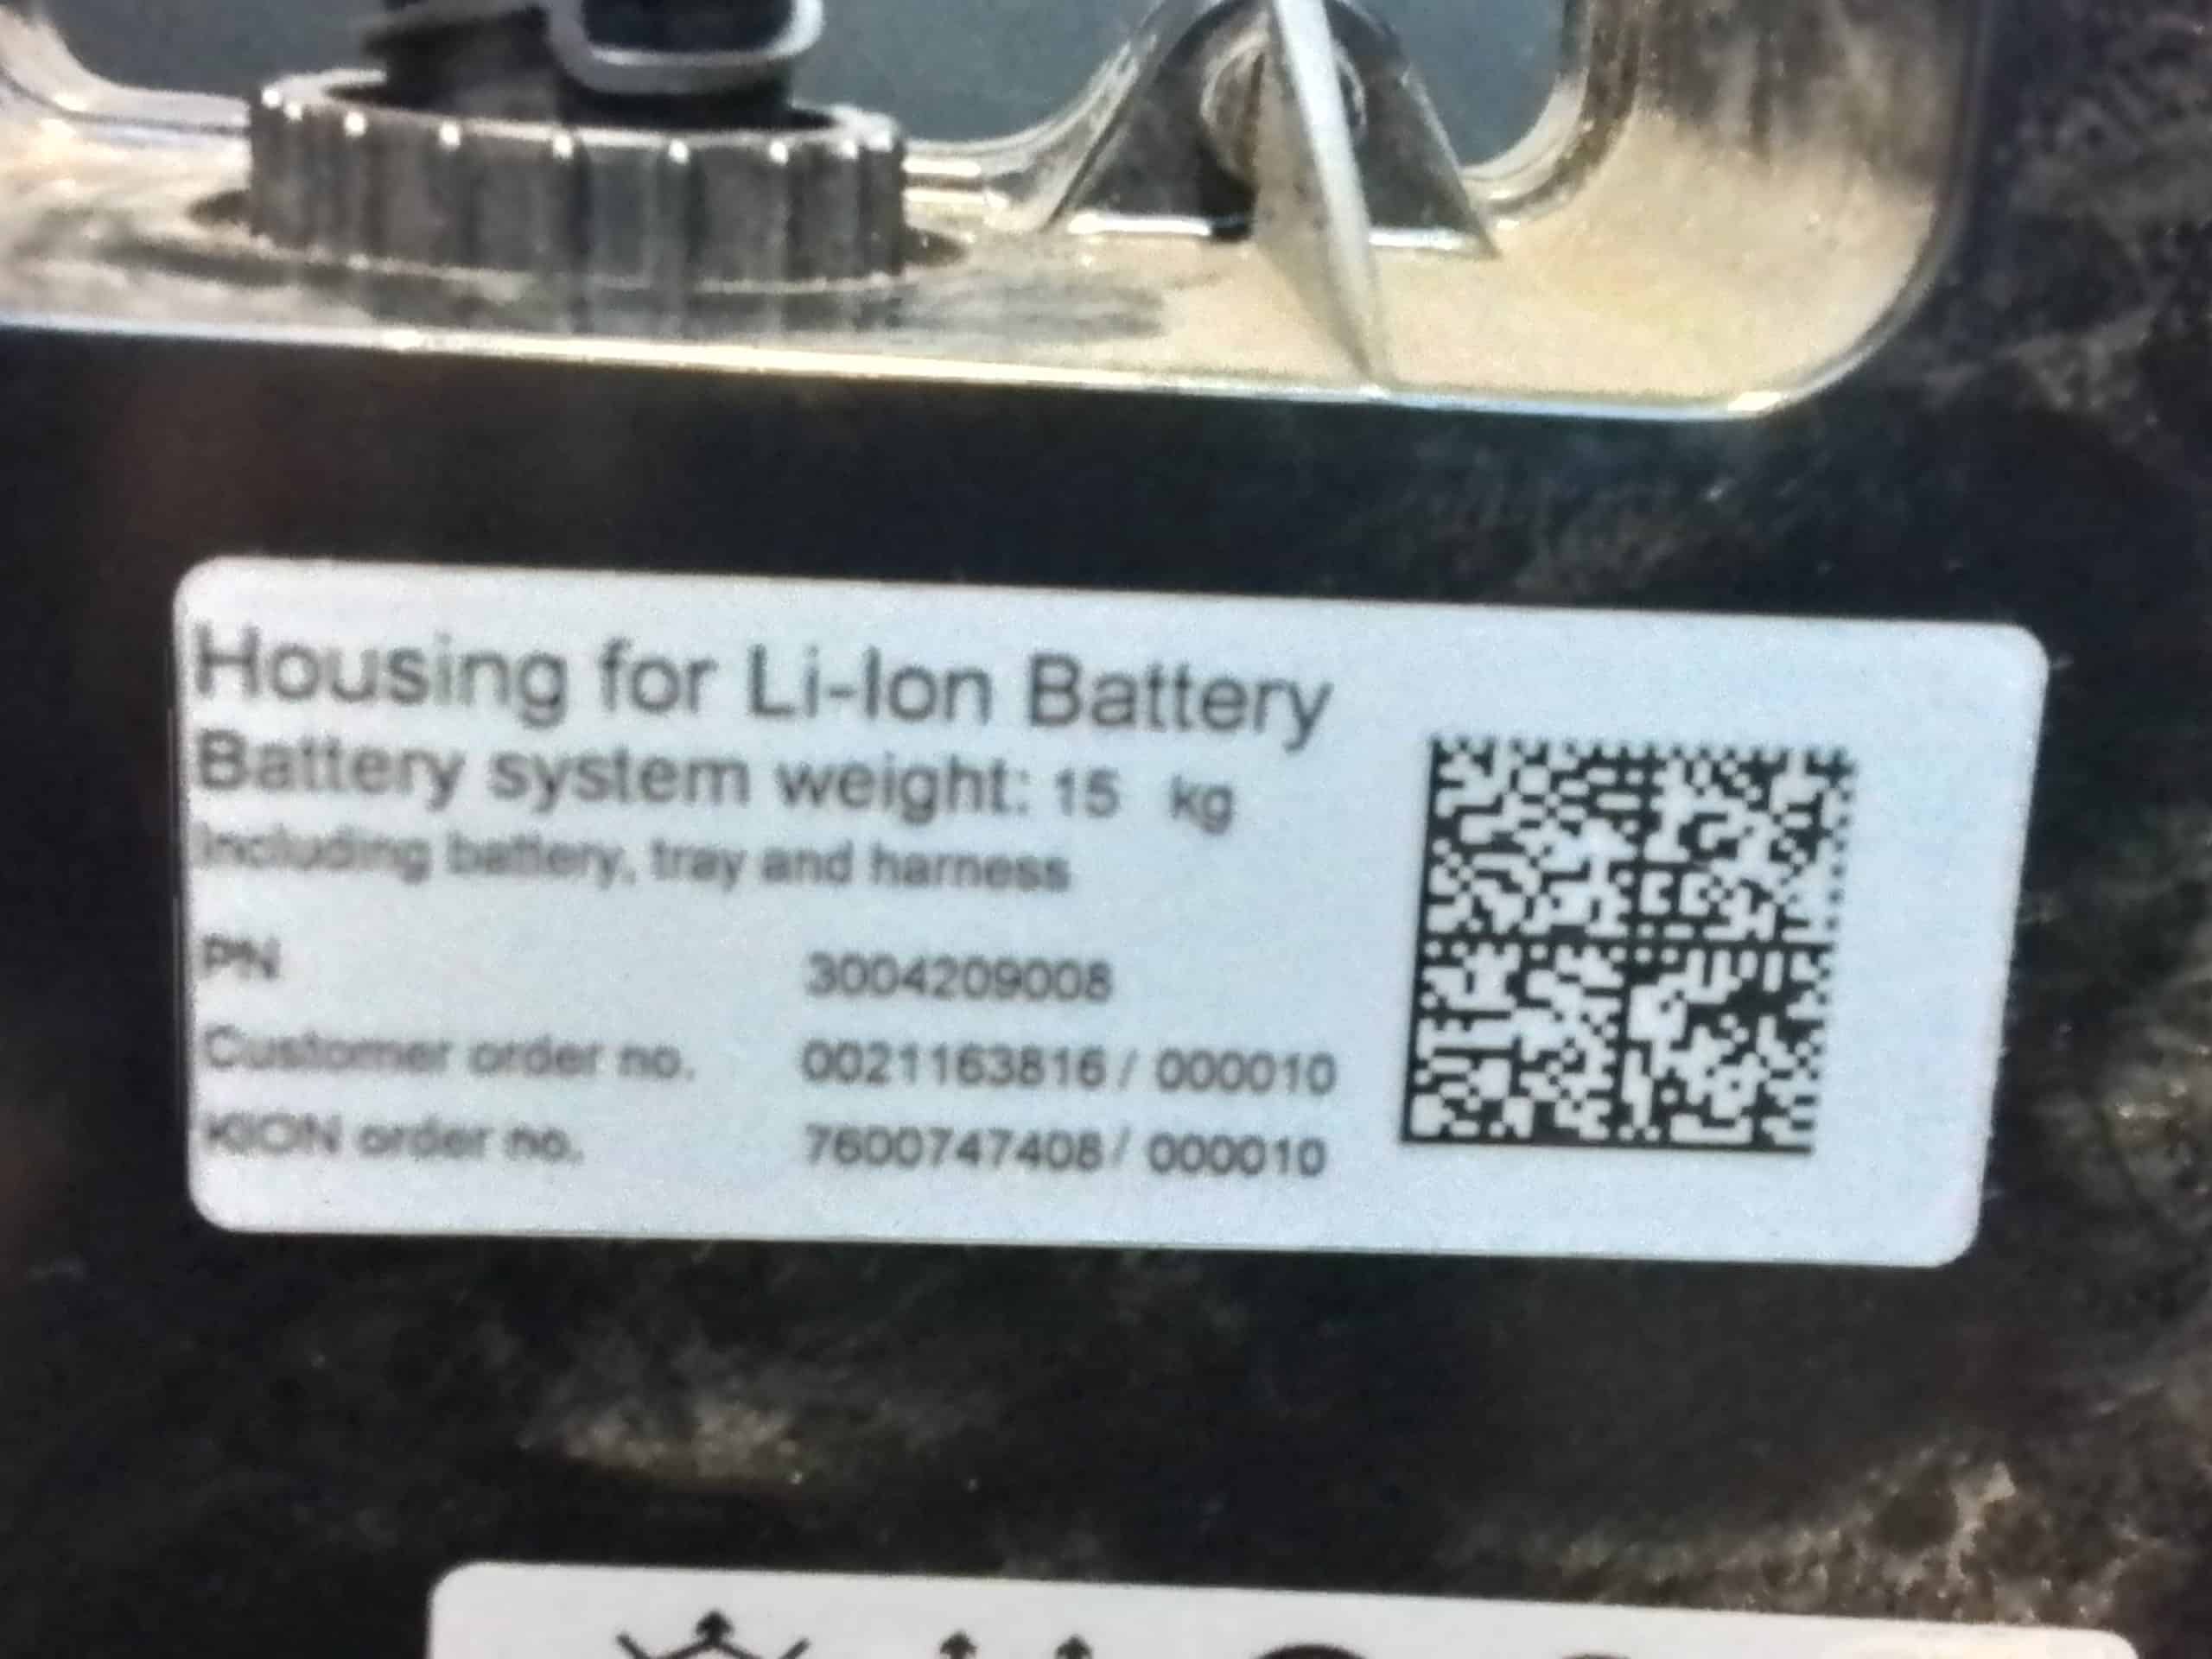 Housing for Li-Ion Battery
Battery system weight: 15 kg
Including battery, tray and harness
PN 3004209008
Customer order no. 0021163816 / 000010
KION order no. 7600747408 / 000010